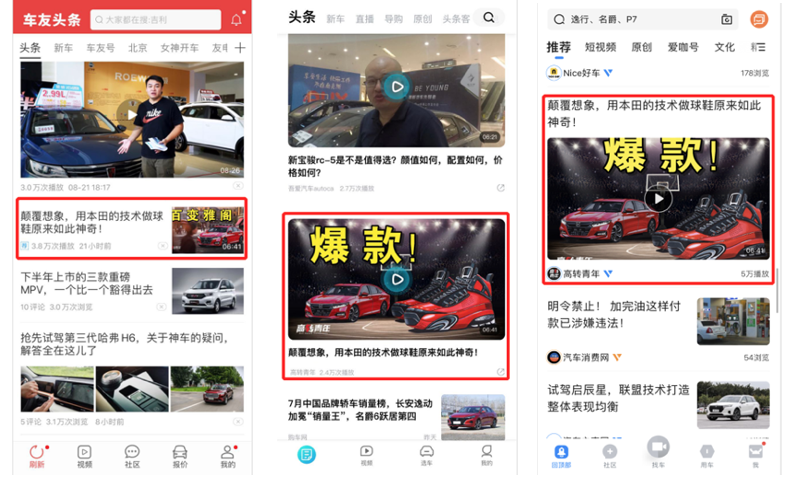 车友头条
大家都在搜:吉利
头条 新车 车友号 北京 女神开车 友
ROEWE
2.99L
08:26
3.0万次播放 08-21 18:17
颠覆想象，用本田的技术做球
鞋原来如此神奇！
3.8万次播放 21小时前
百变雅阁
06:41
下半年上市的三款重磅
MPV，一个比一个豁得出去
10评论 3.0万次浏览
抢先试驾第三代哈弗H6，关于神车的疑问，
解答全在这儿了
5评论 3.1万次浏览 8小时前
刷新 视频 社区 报价 我的
头条 新车 直播 导购 原创 头条客
BE YOUNG
06:21
新宝骏rc-5是不是值得选？颜值如何，配置如何，价
格如何？
吾爱汽车autoca 2.7万次播放
爆款！
高转青年
06:41
颠覆想象，用本田的技术做球鞋原来如此神奇！
高转青年 2.4万次播放
7月中国品牌轿车销量榜，长安逸动
加冕“销量王”，名爵6跃居第四
购车网 昨天
视频 选车 我的
逸行、名爵、P7
推荐 短视频 原创 爱咖号 文化 精
Nice好车 178浏览
颠覆想象，用本田的技术做球鞋原来如此
神奇！
爆款！
06:41
高转青年 5万播放
明令禁止！ 加完油这样付
款已涉嫌违法！
汽车消费网 54浏览
试驾启辰星，联盟技术打造
整体表现均衡
回顶部 社区 找车 用车 我